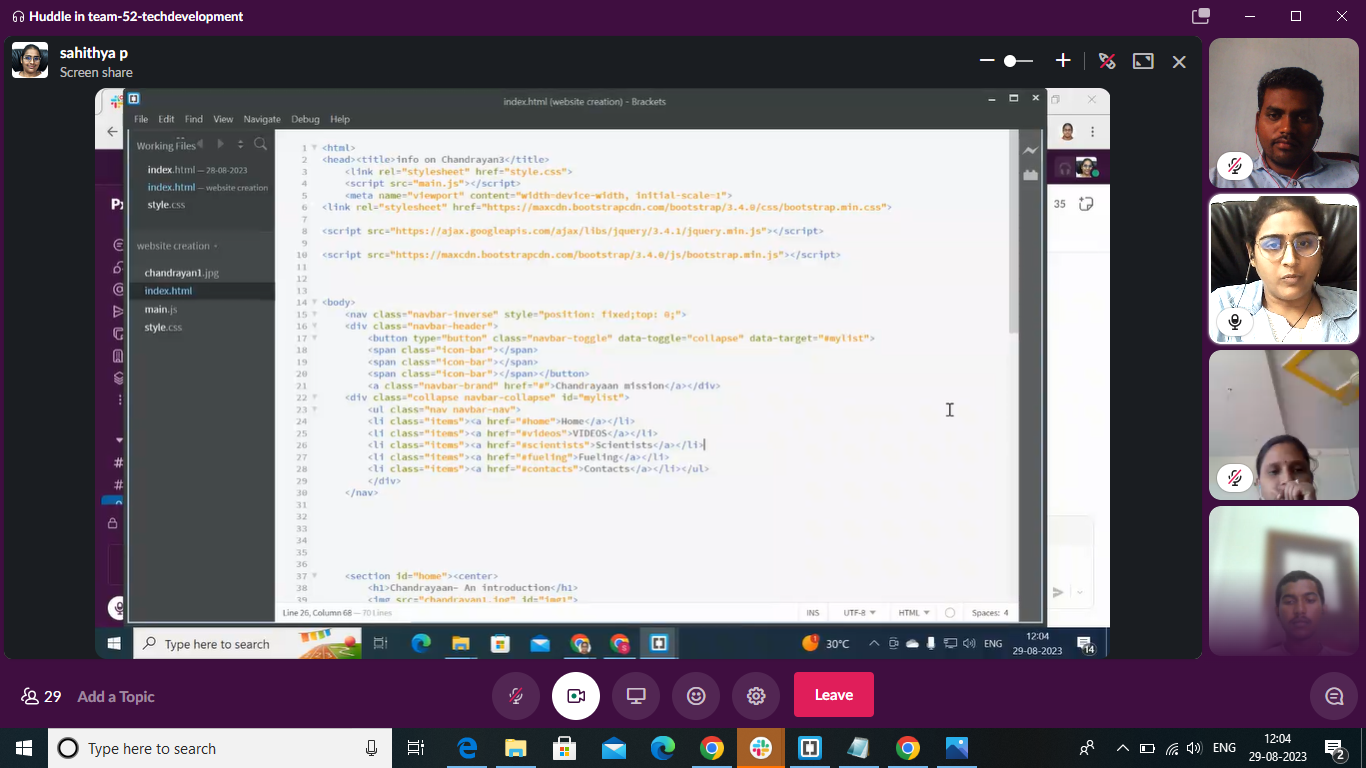 Huddle in team-52-techdevelopment
sahithya p
Screen share
index.html (website creation) - Brackets
File Edit Find View Navigate Debug Help
Working Files
index.html — 28-08-2023
index.html — website creation
style.css
website creation
chandrayan1.jpg
index.html
main.js
style.css
1 <html>
2 <head><title>info on Chandrayan3</title>
3 <link rel="stylesheet" href="style.css">
4 <script src="main.js"></script>
5 <meta name="viewport" content="width-device-width, initial-scale-1">
6 <link rel="stylesheet" href="https://maxcdn.bootstrapcdn.com/bootstrap/3.4.0/css/bootstrap.min.css">
7
8 <script src="https://ajax.googleapis.com/ajax/libs/jquery/3.4.1/jquery.min.js"></script>
9
10 <script src="https://maxcdn.bootstrapcdn.com/bootstrap/3.4.0/js/bootstrap.min.js"></script>
11
12
13
14 <body>
15 <nav class="navbar-inverse" style="position: fixed;top: 0;">
16 <div class="navbar-header">
17 <button type="button" class="navbar-toggle" data-toggle="collapse" data-target="#mylist">
18 <span class="icon-bar"></span>
19 <span class="icon-bar"></span>
20 <span class="icon-bar"></span></button>
21 <a class="navbar-brand" href="#">Chandrayaan mission</a></div>
22 <div class="collapse navbar-collapse" id="mylist">
23 <ul class="nav navbar-nav">
24 <li class="items"><a href="#home">Home</a></li>
25 <li class="items"><a href="#videos">VIDEOS</a></li>
26 <li class="items"><a href="#scientists">Scientists</a></li>
27 <li class="items"><a href="#fueling">Fueling</a></li>
28 <li class="items"><a href="#contacts">Contacts</a></li></ul>
29 </div>
30 </nav>
31
32
33
34
35
36
37 <section id="home"><center>
38 <h1>Chandrayaan- An introduction</h1>
39 <img src="chandrayan1.jpg" id="img1">
Line 26, Column 68 — 70 Lines
INS UTF-8 HTML Spaces: 4
35
Type here to search
30°C
ENG
12:04
29-08-2023
14
29
Add a Topic
Leave
Type here to search
ENG
12:04
29-08-2023
2